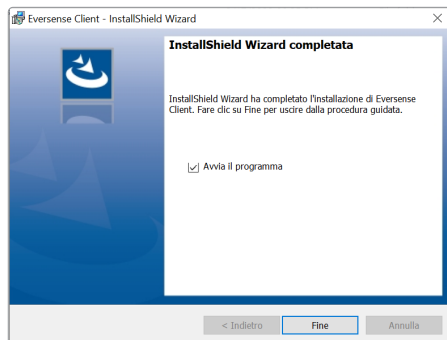 Eversense Client - InstallShield Wizard
InstallShield Wizard completata
InstallShield Wizard ha completato l'installazione di Eversense
Client. Fare clic su Fine per uscire dalla procedura guidata.
Avvia il programma
< Indietro
Fine
Annulla